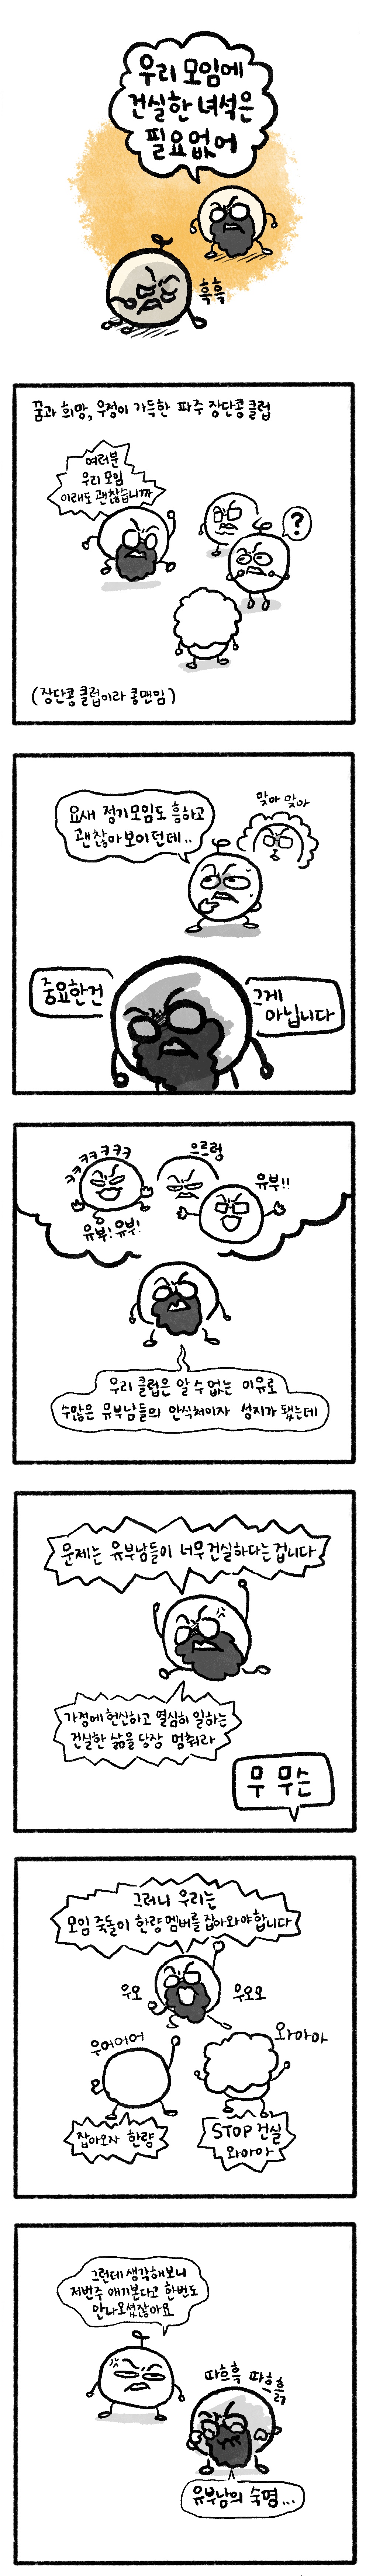 우리 모임에
건실한 녀석은
필요없어
흑흑
꿈과 희망, 우정이 가득한 파주 장단콩 클럽
여러분
우리 모임
이래도 괜찮습니까
?
(장단콩 클럽이라 콩맨임)
요새 정기모임도 흥하고
괜찮아 보이던데..
맞아 맞아
중요한건
그게
아닙니다
ㅋㅋㅋㅋㅋㅋ
으르렁
유부!!
유부! 유부!
우리 클럽은 알 수 없는 이유로
수많은 유부남들의 안식처이자 성지가 됐는데
문제는 유부남들이 너무 건실하다는겁니다
가정에 헌신하고 열심히 일하는
건실한 삶을 당장 멈춰라
무 무슨
그러니 우리는
모임 죽돌이 한량 멤버를 잡아와야합니다
우오
우오오
우어어어
와아아
잡아오자 한량
STOP 건실
와아아
그런데 생각해보니
저번주 애기본다고 한번도
안나오셨잖아요
따흐흑 따흐흙
유부남의 숙명...